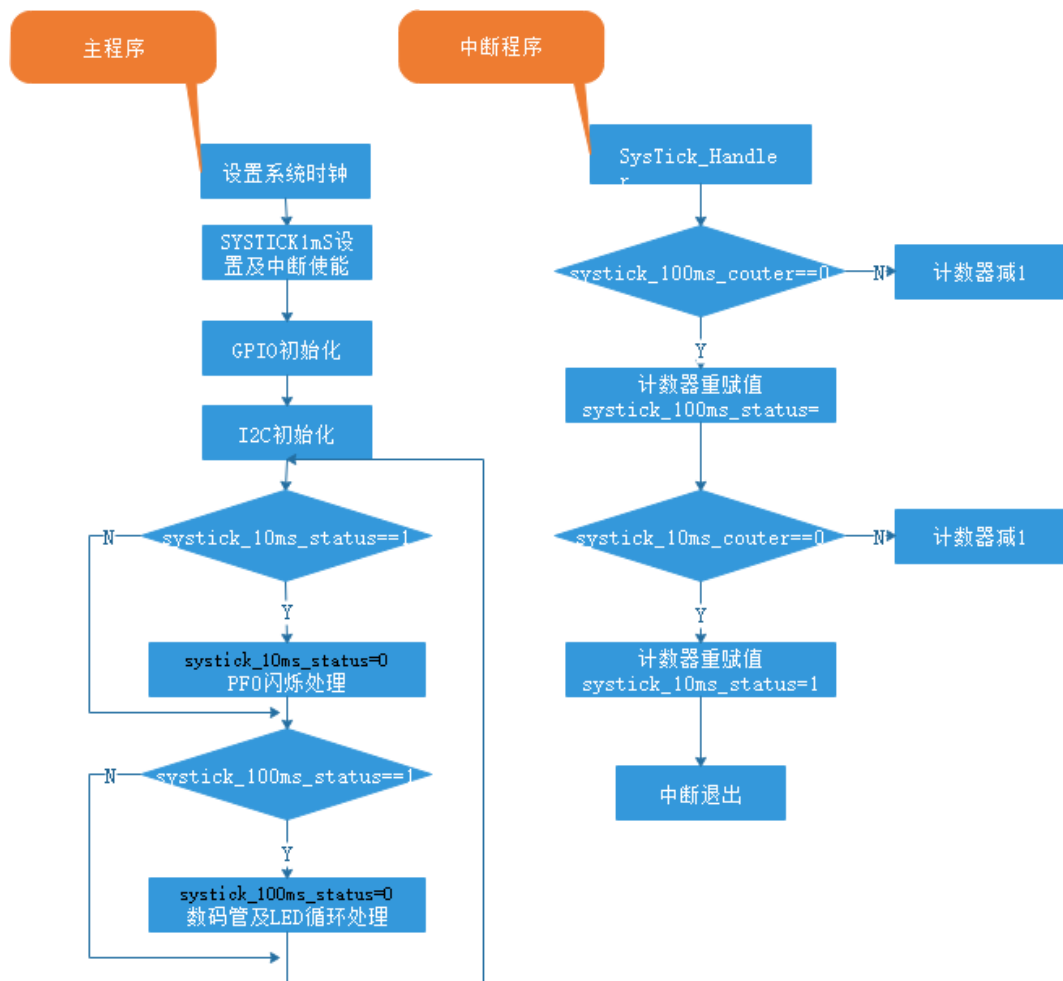 主程序
中断程序
设置系统时钟
SYSTICK1mS设
置及中断使能
GPIO初始化
I2C初始化
systick_10ms_status==1
N
Y
systick_10ms_status=0
PF0闪烁处理
systick_100ms_status==1
N
Y
systick_100ms_status=0
数码管及LED循环处理
SysTick_Handle
r
systick_100ms_couter==0
N
计数器减1
Y
计数器重赋值
systick_100ms_status=
systick_10ms_couter==0
N
计数器减1
Y
计数器重赋值
systick_10ms_status=1
中断退出